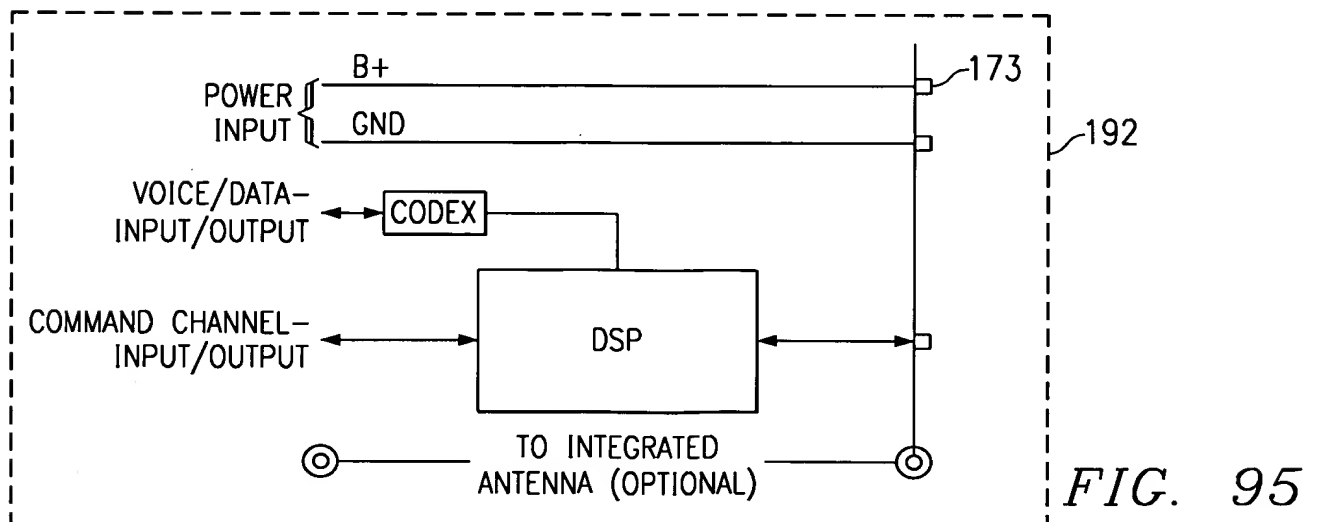 B+
173
POWER
INPUT
GND
192
VOICE/DATA-
INPUT/OUTPUT
CODEX
COMMAND CHANNEL-
INPUT/OUTPUT
DSP
TO INTEGRATED
ANTENNA (OPTIONAL)
FIG. 95